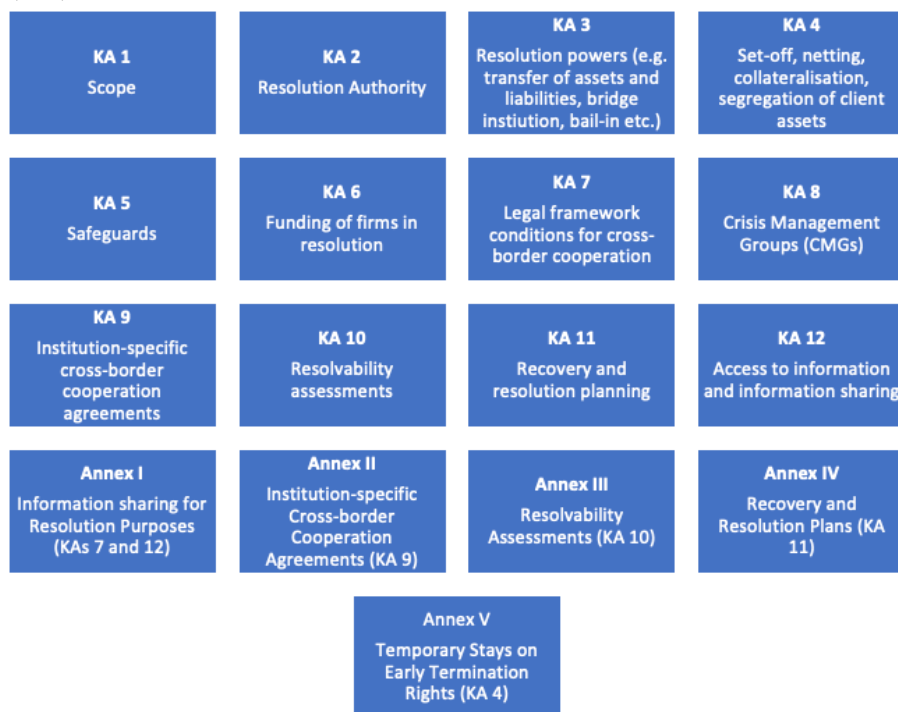 KA 1
Scope
KA 2
Resolution Authority
KA 3
Resolution powers (e.g.
transfer of assets and
liabilities, bridge
instiution, bail-in etc.)
KA 4
Set-off, netting,
collateralisation,
segregation of client
assets
KA 5
Safeguards
KA 6
Funding of firms in
resolution
KA 7
Legal framework
conditions for cross-
border cooperation
KA 8
Crisis Management
Groups (CMGs)
KA 9
Institution-specific
cross-border
cooperation
agreements
KA 10
Resolvability
assessments
KA 11
Recovery and
resolution planning
KA 12
Access to information
and information sharing
Annex I
Information sharing for
Resolution Purposes
(KAs 7 and 12)
Annex II
Institution-specific
Cross-border
Cooperation
Agreements (KA 9)
Annex III
Resolvability
Assessments (KA 10)
Annex IV
Recovery and
Resolution Plans (KA
11)
Annex V
Temporary Stays on
Early Termination
Rights (KA 4)